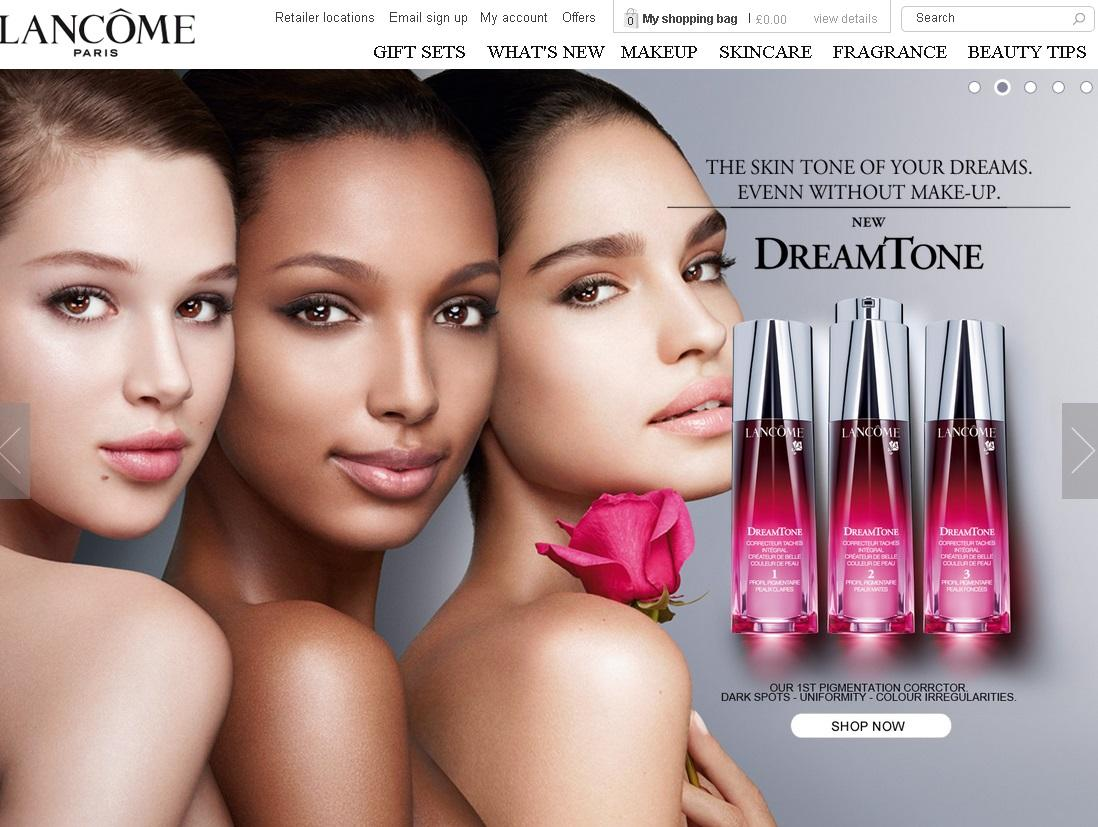 LANCÔME
PARIS
Retailer locations Email sign up My account Offers
0 My shopping bag £0.00 view details
Search
GIFT SETS WHAT'S NEW MAKEUP SKINCARE FRAGRANCE BEAUTY TIPS
THE SKIN TONE OF YOUR DREAMS.
EVENN WITHOUT MAKE-UP.
NEW
DREAMTONE
LANCÔME
DREAMTONE
CORRECTEUR TACHES
INTÉGRAL
CRÉATEUR DE BELLE
COULEUR DE PEAU
1
PROFIL PIGMENTAIRE
PEAUX CLAIRES
LANCÔME
DREAMTONE
CORRECTEUR TACHES
INTÉGRAL
CRÉATEUR DE BELLE
COULEUR DE PEAU
2
PROFIL PIGMENTAIRE
PEAUX MATES
LANCÔME
DREAMTONE
CORRECTEUR TACHES
INTÉGRAL
CRÉATEUR DE BELLE
COULEUR DE PEAU
3
PROFIL PIGMENTAIRE
PEAUX FONCÉES
OUR 1ST PIGMENTATION CORRCTOR.
DARK SPOTS - UNIFORMITY - COLOUR IRREGULARITIES.
SHOP NOW